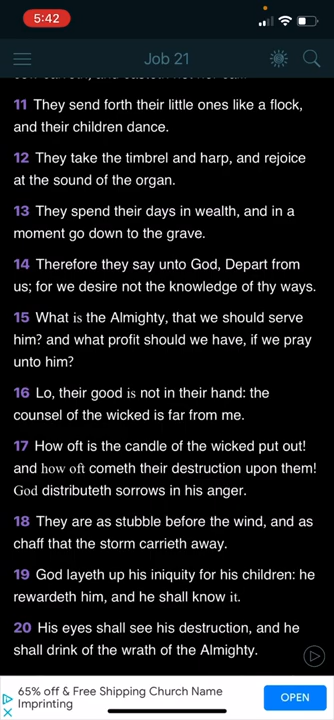 5:42
Job 21
11 They send forth their little ones like a flock,
and their children dance.
12 They take the timbrel and harp, and rejoice
at the sound of the organ.
13 They spend their days in wealth, and in a
moment go down to the grave.
14 Therefore they say unto God, Depart from
us; for we desire not the knowledge of thy ways.
15 What is the Almighty, that we should serve
him? and what profit should we have, if we pray
unto him?
16 Lo, their good is not in their hand: the
counsel of the wicked is far from me.
17 How oft is the candle of the wicked put out!
and how oft cometh their destruction upon them!
God distributeth sorrows in his anger.
18 They are as stubble before the wind, and as
chaff that the storm carrieth away.
19 God layeth up his iniquity for his children: he
rewardeth him, and he shall know it.
20 His eyes shall see his destruction, and he
shall drink of the wrath of the Almighty.
65% off & Free Shipping Church Name
Imprinting
OPEN